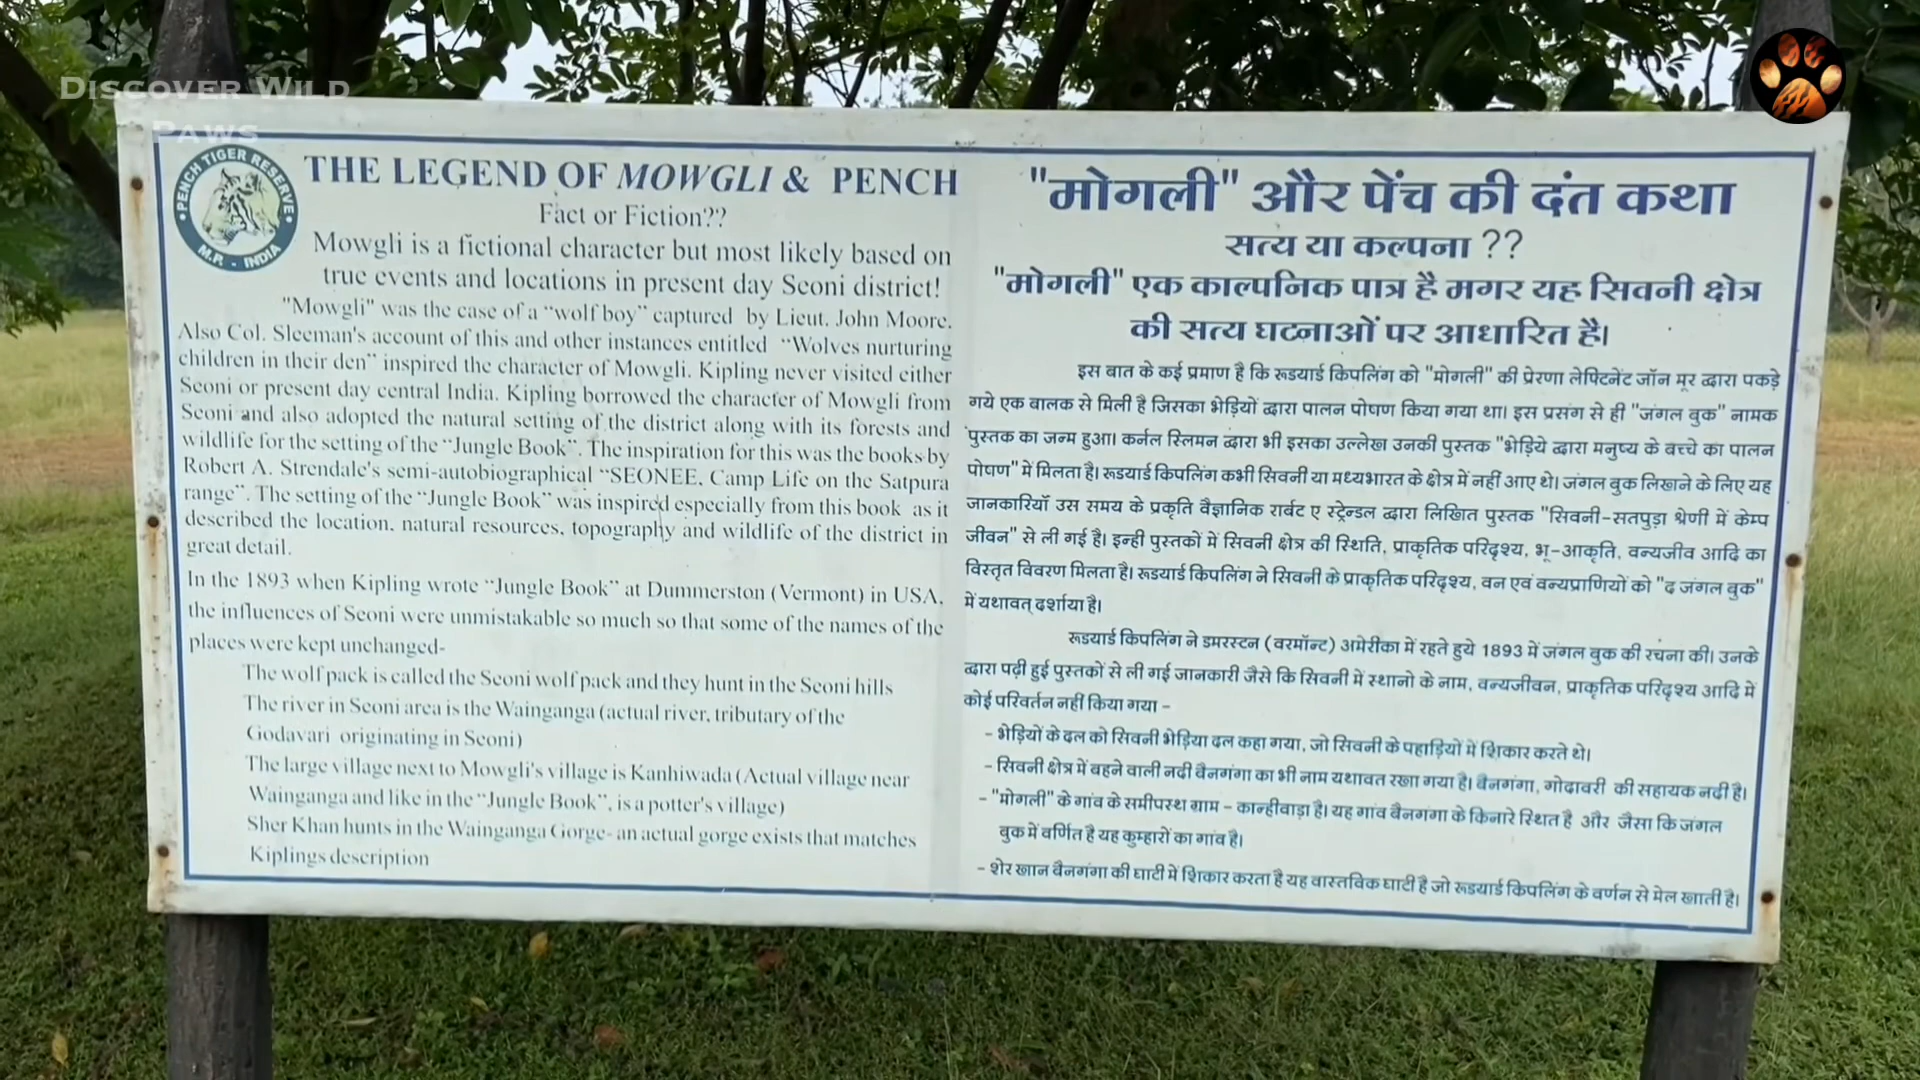 DISCOVER WILD
PAWS
PENCH TIGER RESERVE
M.P. - INDIA
THE LEGEND OF MOWGLI & PENCH
Fact or Fiction??
Mowgli is a fictional character but most likely based on
true events and locations in present day Seoni district!
"Mowgli" was the case of a "wolf boy" captured by Lieut. John Moore.
Also Col. Sleeman's account of this and other instances entitled "Wolves nurturing
children in their den" inspired the character of Mowgli. Kipling never visited either
Seoni or present day central India. Kipling borrowed the character of Mowgli from
Seoni and also adopted the natural setting of the district along with its forests and
wildlife for the setting of the "Jungle Book". The inspiration for this was the books by
Robert A. Strendale's semi-autobiographical "SEONEE, Camp Life on the Satpura
range". The setting of the "Jungle Book" was inspired especially from this book as it
described the location, natural resources, topography and wildlife of the district in
great detail.
In the 1893 when Kipling wrote "Jungle Book" at Dummerston (Vermont) in USA,
the influences of Seoni were unmistakable so much so that some of the names of the
places were kept unchanged-
The wolf pack is called the Seoni wolf pack and they hunt in the Seoni hills
The river in Seoni area is the Wainganga (actual river, tributary of the
Godavari originating in Seoni)
The large village next to Mowgli's village is Kanhiwada (Actual village near
Wainganga and like in the "Jungle Book", is a potter's village)
Sher Khan hunts in the Wainganga Gorge- an actual gorge exists that matches
Kiplings description
"मोगली" और पेंच की दंत कथा
सत्य या कल्पना ??
"मोगली" एक काल्पनिक पात्र है मगर यह सिवनी क्षेत्र
की सत्य घटनाओं पर आधारित है।
इस बात के कई प्रमाण है कि रूडयार्ड किपलिंग को "मोगली" की प्रेरणा लेफ्टिनेंट जॉन मूर द्वारा पकड़े
गये एक बालक से मिली है जिसका भेड़ियों द्वारा पालन पोषण किया गया था। इस प्रसंग से ही "जंगल बुक" नामक
पुस्तक का जन्म हुआ। कर्नल स्लिमन द्वारा भी इसका उल्लेख उनकी पुस्तक "भेड़िये द्वारा मनुष्य के बच्चे का पालन
पोषण" में मिलता है। रूडयार्ड किपलिंग कभी सिवनी या मध्यभारत के क्षेत्र में नहीं आए थे। जंगल बुक लिखने के लिए यह
जानकारियॉ उस समय के प्रकृति वैज्ञानिक रार्बट ए स्ट्रेन्डल द्वारा लिखित पुस्तक "सिवनी-सतपुड़ा श्रेणी में केम्प
जीवन" से ली गई है। इन्ही पुस्तकों में सिवनी क्षेत्र की स्थिति, प्राकृतिक परिदृश्य, भू-आकृति, वन्यजीव आदि का
विस्तृत विवरण मिलता है। रूडयार्ड किपलिंग ने सिवनी के प्राकृतिक परिदृश्य, वन एवं वन्यप्राणियों को "द जंगल बुक"
में यथावत् दर्शाया है।
रूडयार्ड किपलिंग ने डमरस्टन (वरमॉन्ट) अमेरीका में रहते हुये 1893 में जंगल बुक की रचना की। उनके
द्वारा पढ़ी हुई पुस्तकों से ली गई जानकारी जैसे कि सिवनी में स्थानो के नाम, वन्यजीवन, प्राकृतिक परिदृश्य आदि में
कोई परिवर्तन नहीं किया गया -
- भेड़ियों के दल को सिवनी भेड़िया दल कहा गया, जो सिवनी के पहाड़ियों में शिकार करते थे।
- सिवनी क्षेत्र में बहने वाली नदी वैनगंगा का भी नाम यथावत रखा गया है। बैनगंगा, गोदावरी की सहायक नदी है।
- "मोगली" के गांव के समीपस्थ ग्राम - कान्हीवाड़ा है। यह गांव बैनगगा के किनारे स्थित है और जैसा कि जंगल
बुक में वर्णित है यह कुम्हारों का गांव है।
- शेर खान वैनगंगा की घाटी में शिकार करता है यह वास्तविक घाटी है जो रूडयार्ड किपलिंग के वर्णन से मेल खाती है।